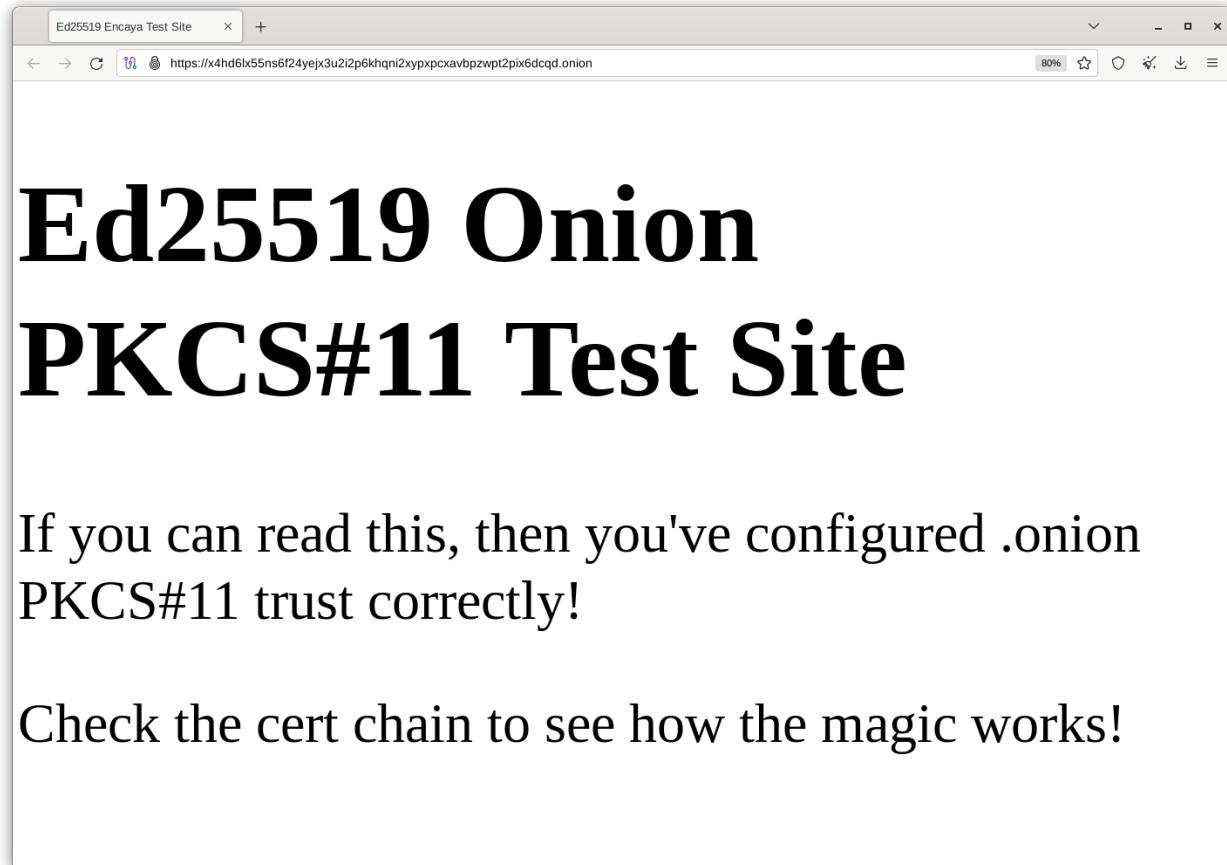 Ed25519 Encaya Test Site
https://x4hd6lx55ns6f24yejx3u2i2p6khqni2xypxpcxavbpzwpt2pix6dcqd.onion
80%
Ed25519 Onion
PKCS#11 Test Site
If you can read this, then you've configured .onion
PKCS#11 trust correctly!
Check the cert chain to see how the magic works!